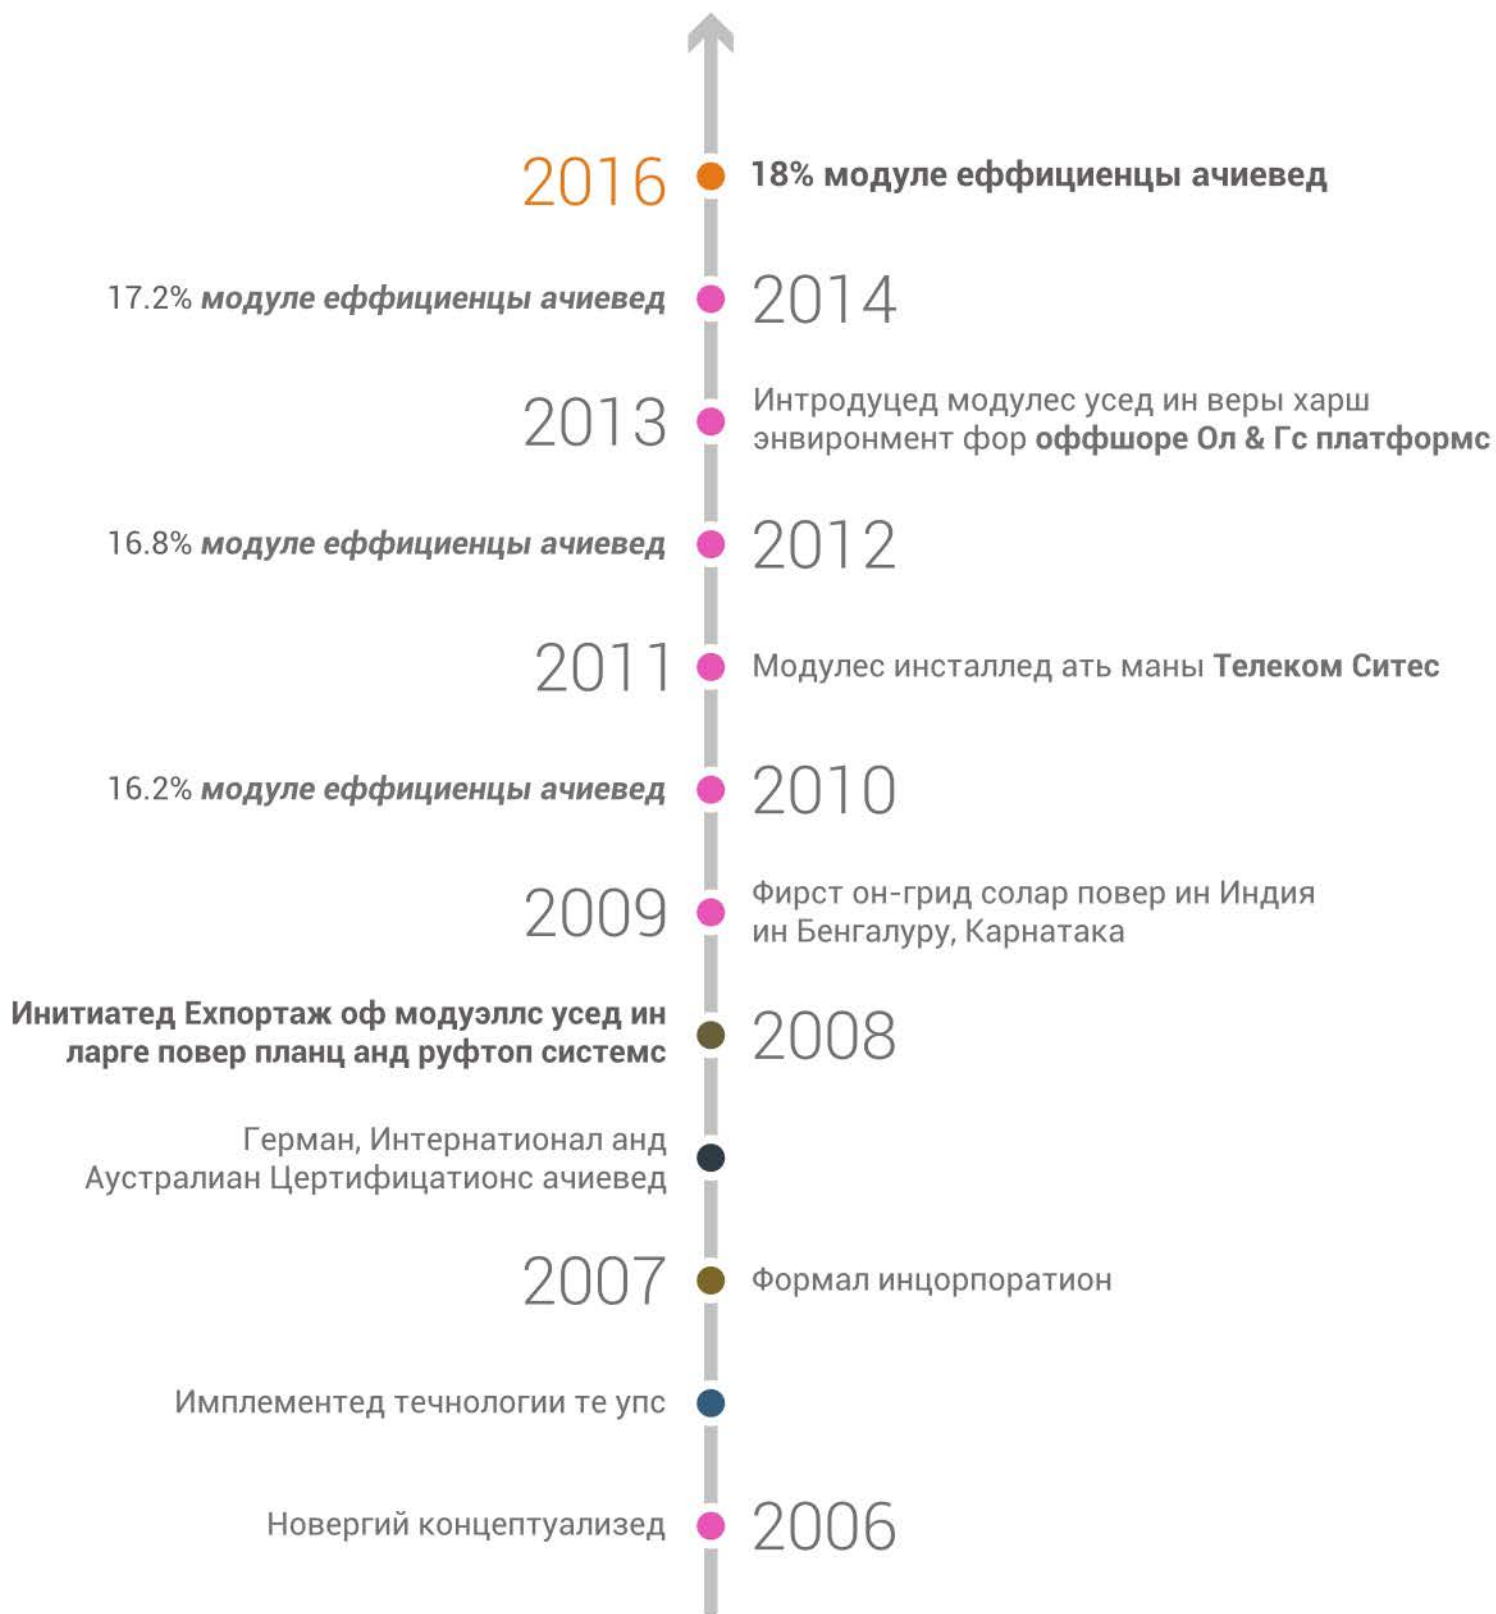 2016
18% модуле еффициенцы ачиевед
17.2% модуле еффициенцы ачиевед
2014
2013
Интродуцед модулес усед ин веры харш
энвиронмент фор оффшоре Ол & Гс платформс
16.8% модуле еффициенцы ачиевед
2012
2011
Модулес инсталлед ать маны Телеком Ситес
16.2% модуле еффициенцы ачиевед
2010
2009
Фирст он-грид солар повер ин Индия
ин Бенгалуру, Карнатака
Инитиатед Ехпортаж оф модуэллс усед ин
ларге повер планц анд руфтоп системс
2008
Герман, Интернатионал анд
Аустралиан Цертифицатионс ачиевед
2007
Формал инцорпоратион
Имплементед течнологии те упс
Новергий концептуализед
2006